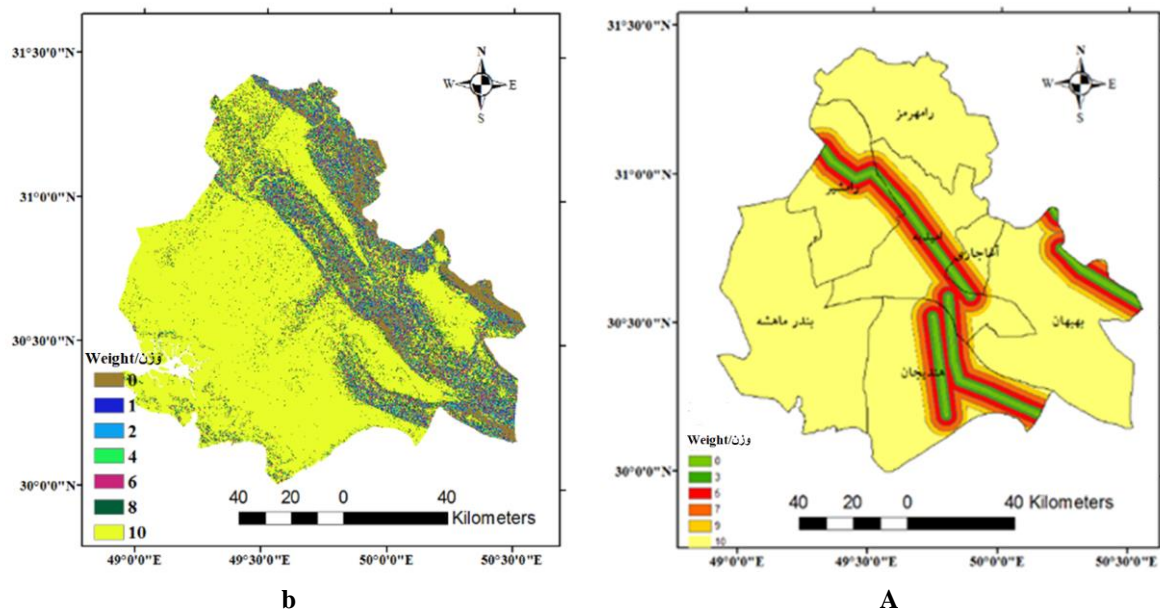 31°30'0"N
31°0'0"N
30°30'0"N
30°0'0"N
N
W E
S
Weight/وزن
0
1
2
4
6
8
10
40 20 0 40
Kilometers
49°0'0"E 49°30'0"E 50°0'0"E 50°30'0"E
b
31°30'0"N
31°0'0"N
30°30'0"N
30°0'0"N
N
W E
S
رامهرمز
رامشیر
امیدیه
آغاجاری
بندر ماهشه
بهبهان
هندیجان
Weight/وزن
0
3
5
7
9
10
40 20 0 40 Kilometers
49°0'0"E 49°30'0"E 50°0'0"E 50°30'0"E
A